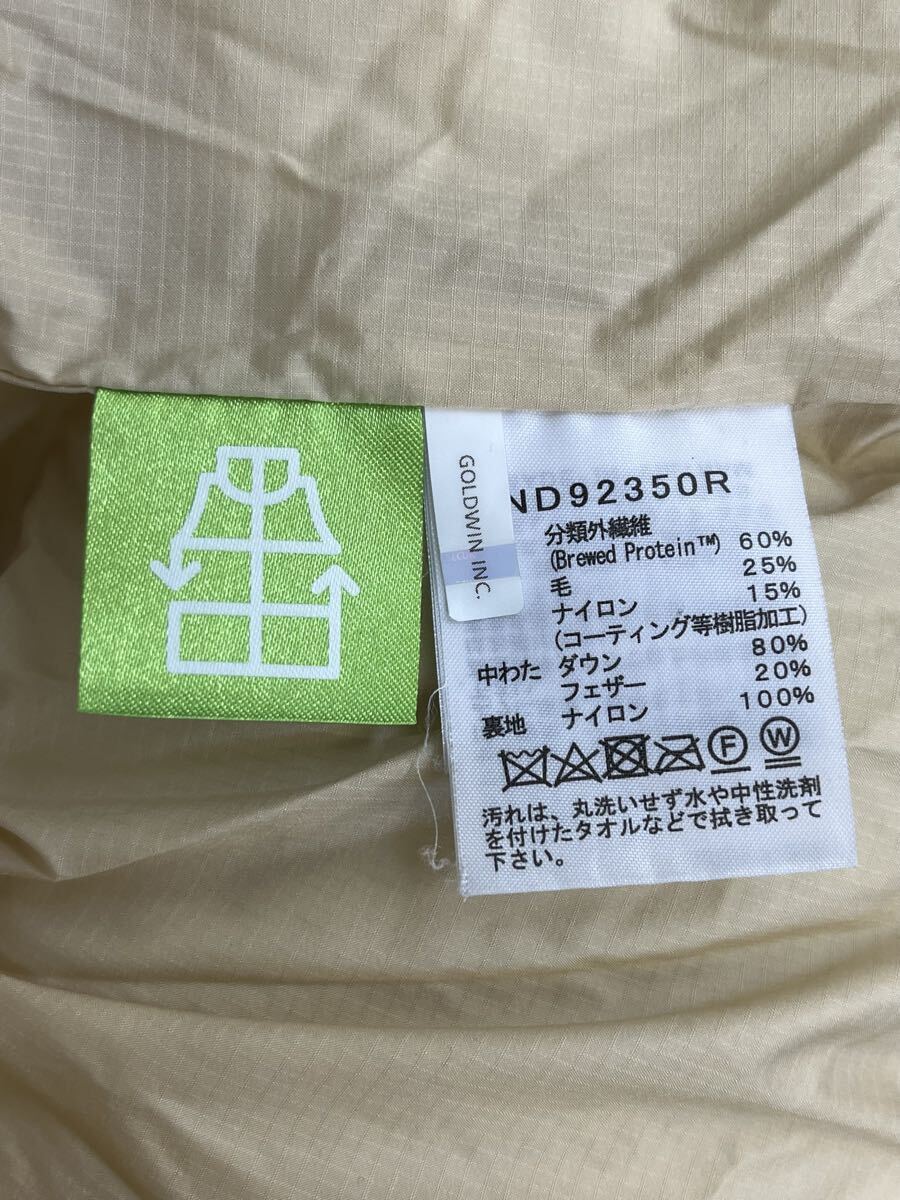 GOLDWIN INC.
ND92350R
分類外繊維
(Brewed Protein™) 60%
毛 25%
ナイロン 15%
(コーティング等樹脂加工)
中わた ダウン 80%
フェザー 20%
裏地 ナイロン 100%
F W
汚れは、丸洗いせず水や中性洗剤
を付けたタオルなどで拭き取って
下さい。